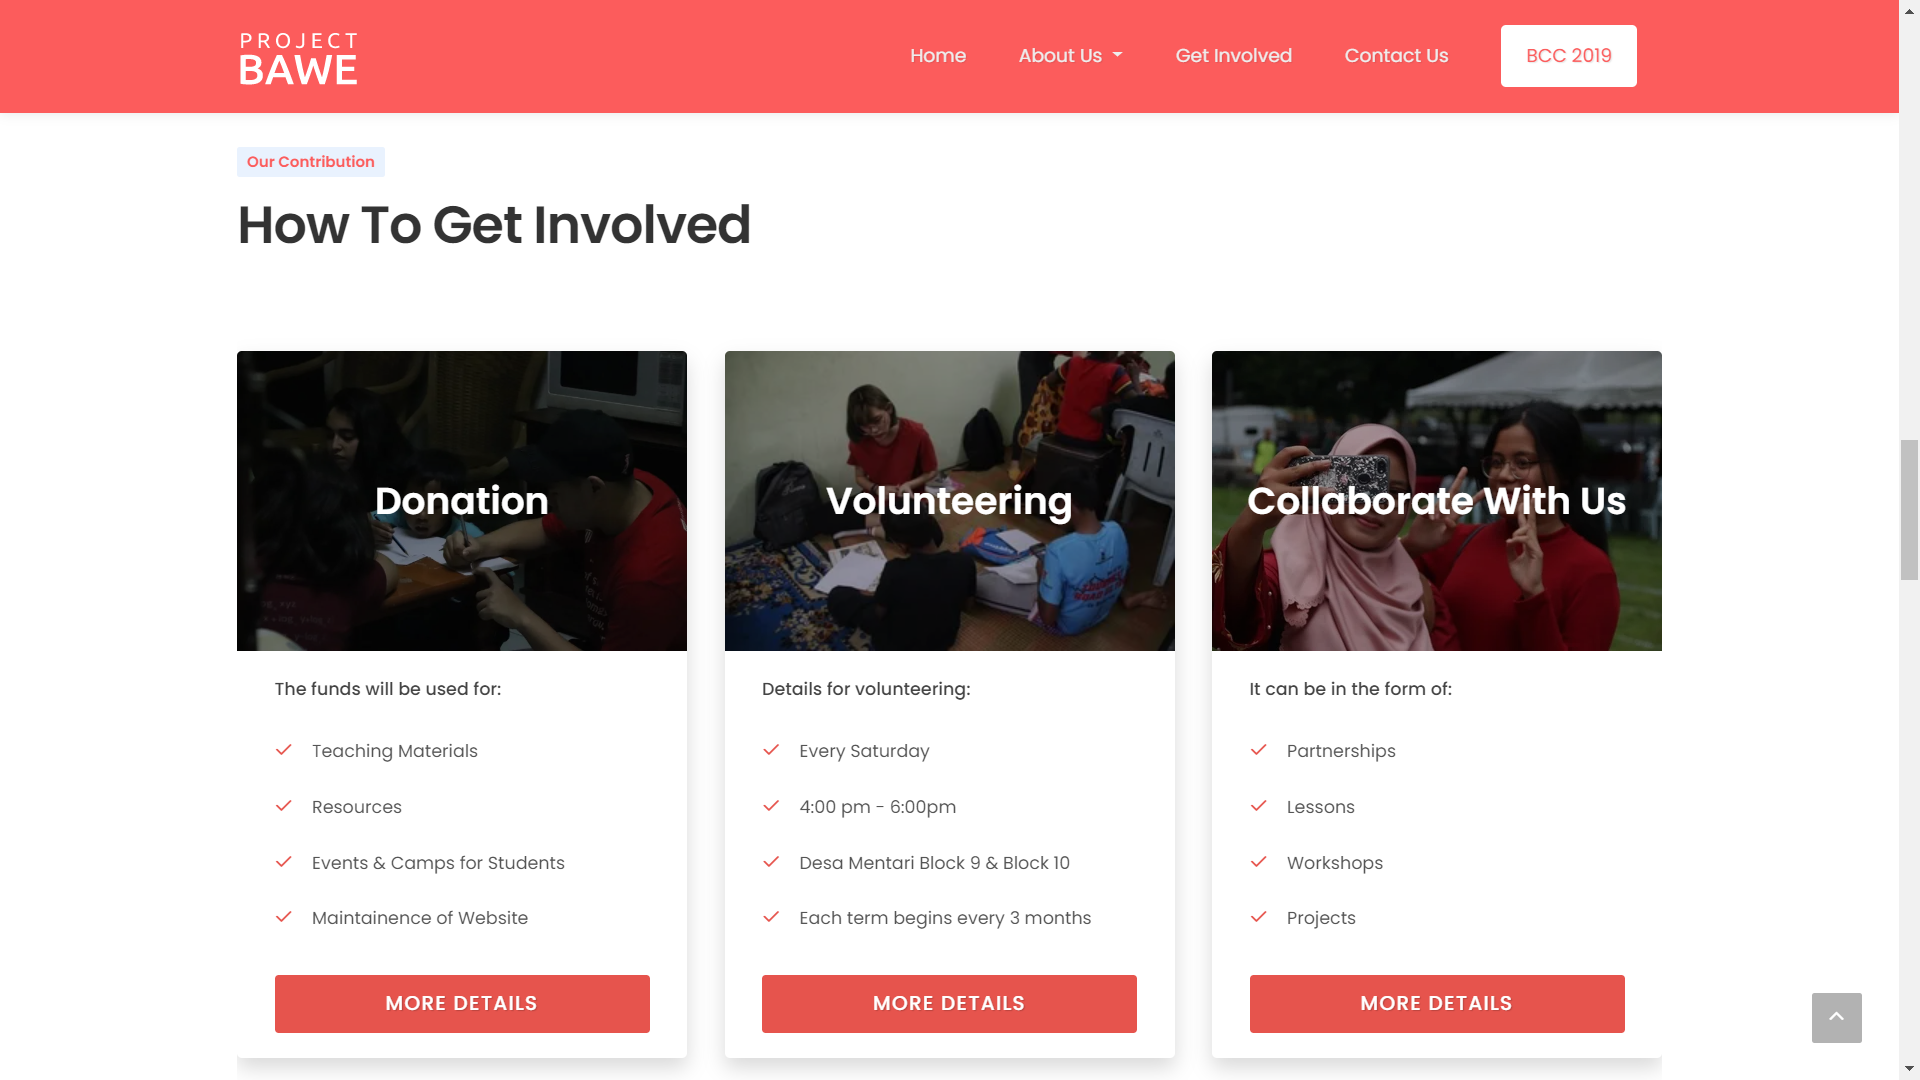 PROJECT
BAWE
Home
About Us
Get Involved
Contact Us
BCC 2019
Our Contribution
How To Get Involved
Donation
The funds will be used for:
Teaching Materials
Resources
Events & Camps for Students
Maintainence of Website
MORE DETAILS
Volunteering
Details for volunteering:
Every Saturday
4:00 pm - 6:00pm
Desa Mentari Block 9 & Block 10
Each term begins every 3 months
MORE DETAILS
Collaborate With Us
It can be in the form of:
Partnerships
Lessons
Workshops
Projects
MORE DETAILS